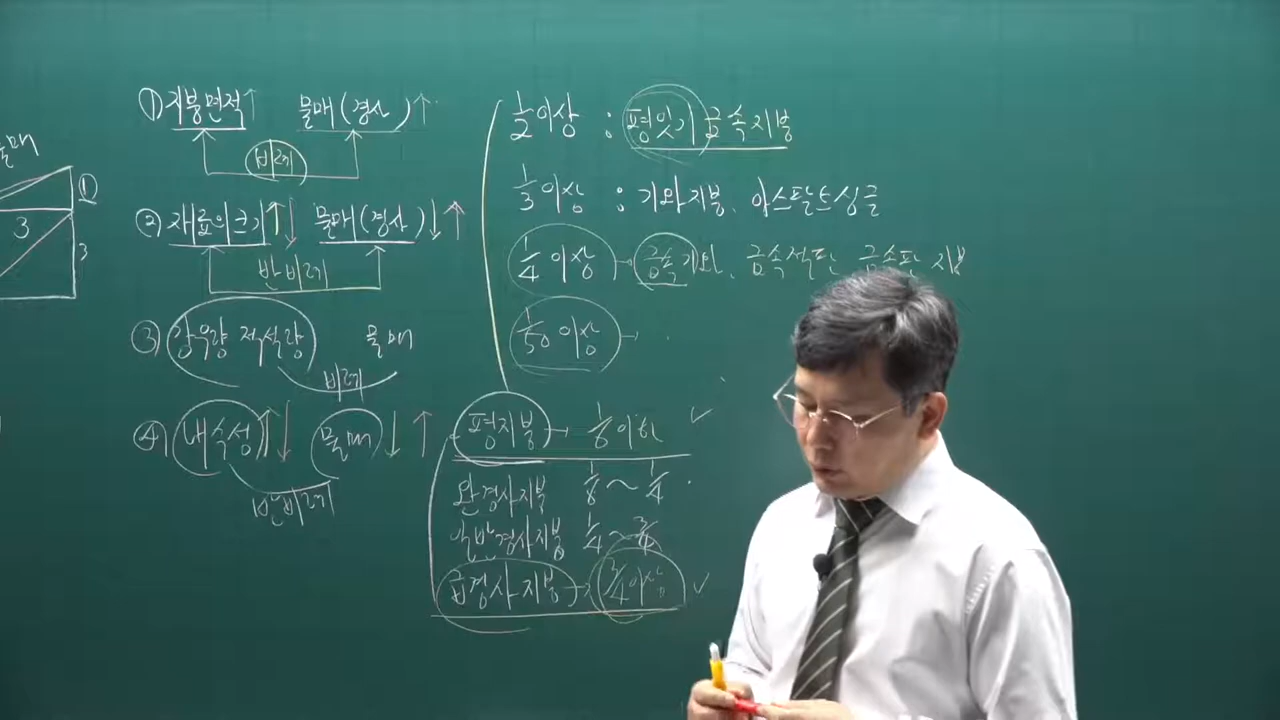 물매
①
3
3
① 지붕면적↑ 물매(경사)↑
비례
② 재료의크기↑↓ 물매(경사)↓↑
반비례
③ 강우량 적설량 물매
비례
④ 내수성↑↓ 물매↓↑
반비례
1/2이상 : 평잇기금속지붕
1/3이상 : 기와지붕, 아스팔트싱글
1/4이상 → 금속기와, 금속절판, 금속판 지붕
1/50이상 →
평지붕 → 1/6이하 ✓
완경사지붕 1/6~1/4
일반경사지붕 1/4~3/4
급경사지붕 → 3/4이상 ✓